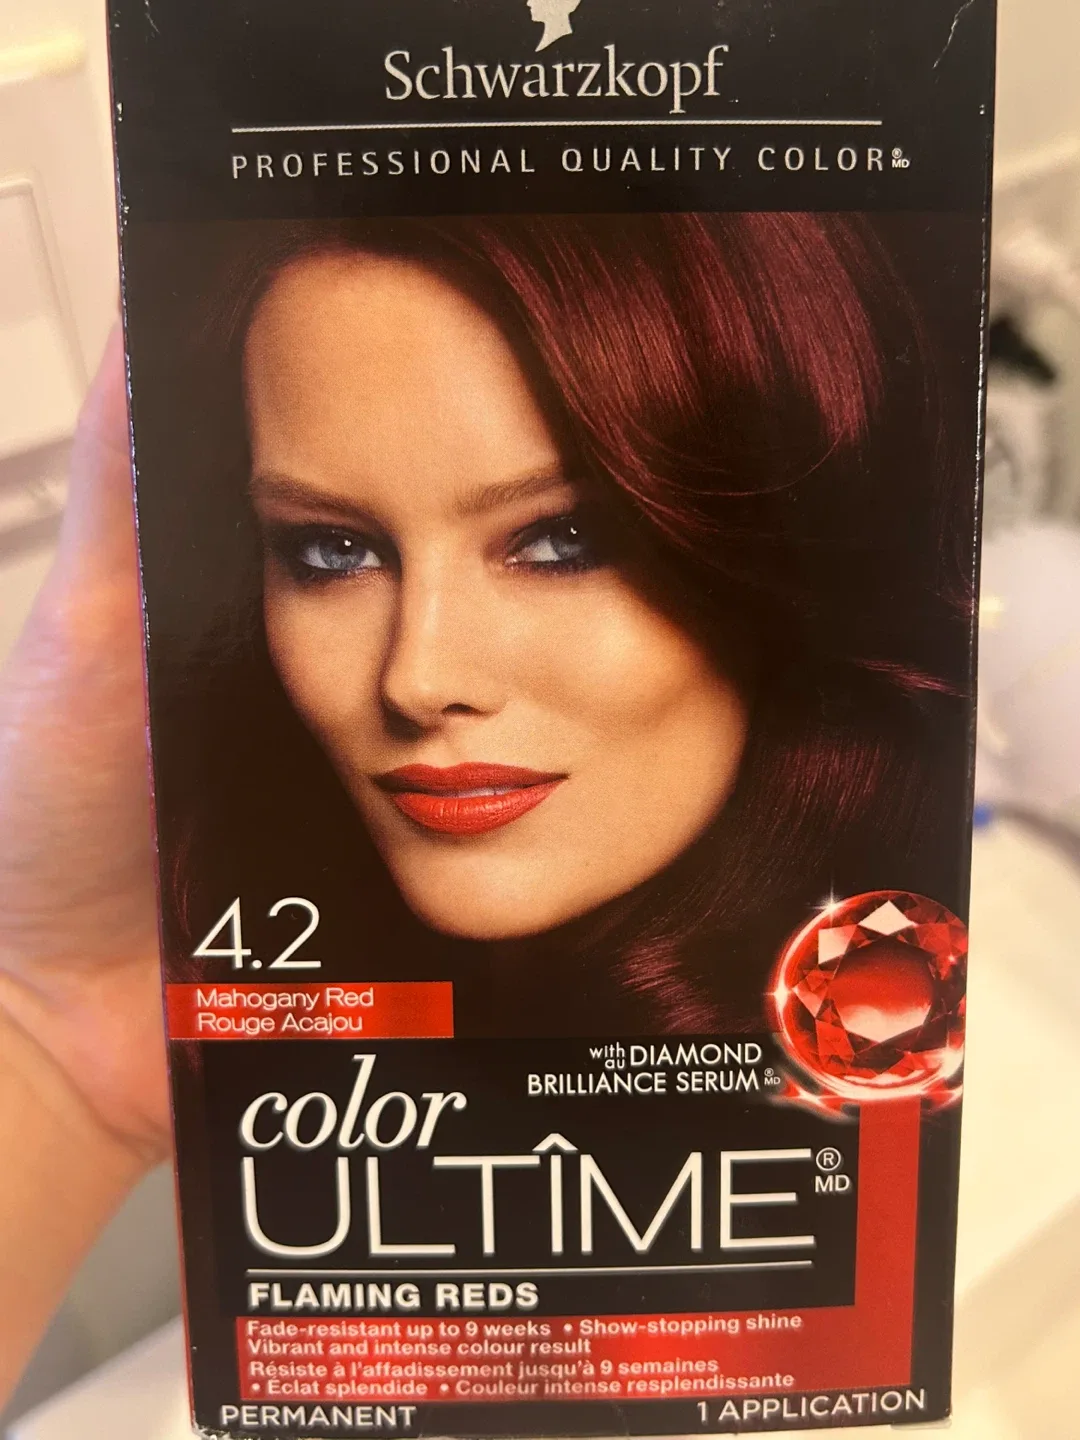 Schwarzkopf
PROFESSIONAL QUALITY COLOR®MD
4.2
Mahogany Red
Rouge Acajou
with au DIAMOND
BRILLIANCE SERUM®MD
color
ULTÎME®MD
FLAMING REDS
Fade-resistant up to 9 weeks • Show-stopping shine
Vibrant and intense colour result
Résiste à l'affadissement jusqu'à 9 semaines
• Éclat splendide • Couleur intense resplendissante
PERMANENT
1 APPLICATION